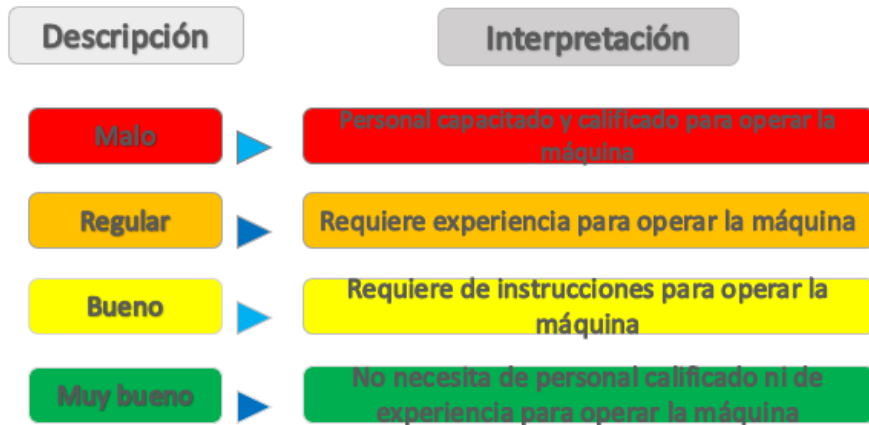 Descripción
Interpretación
Malo
Personal capacitado y calificado para operar la
máquina
Regular
Requiere experiencia para operar la máquina
Bueno
Requiere de instrucciones para operar la
máquina
Muy bueno
No necesita de personal calificado ni de
experiencia para operar la máquina